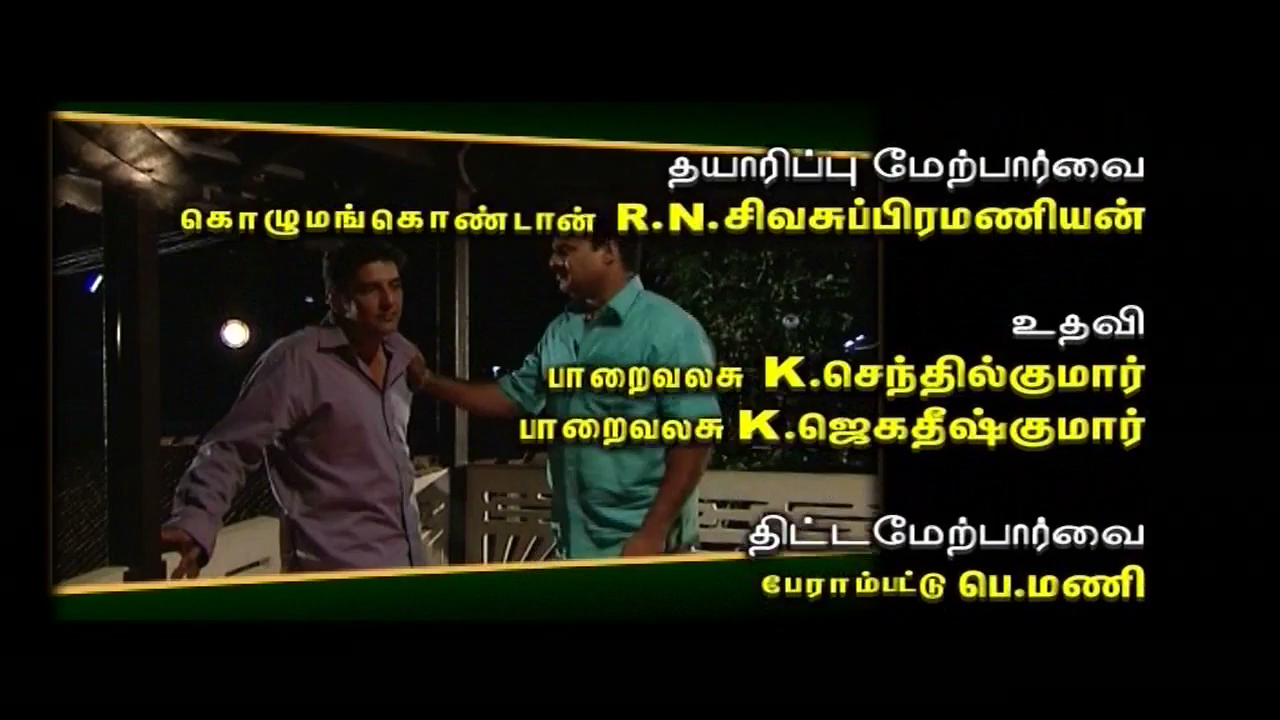 தயாரிப்பு மேற்பார்வை
கொழுமங்கொண்டான் R.N.சிவசுப்பிரமணியன்
உதவி
பாறைவலசு K.செந்தில்குமார்
பாறைவலசு K.ஜெகதீஷ்குமார்
திட்டமேற்பார்வை
பேராம்பட்டு பெ.மணி